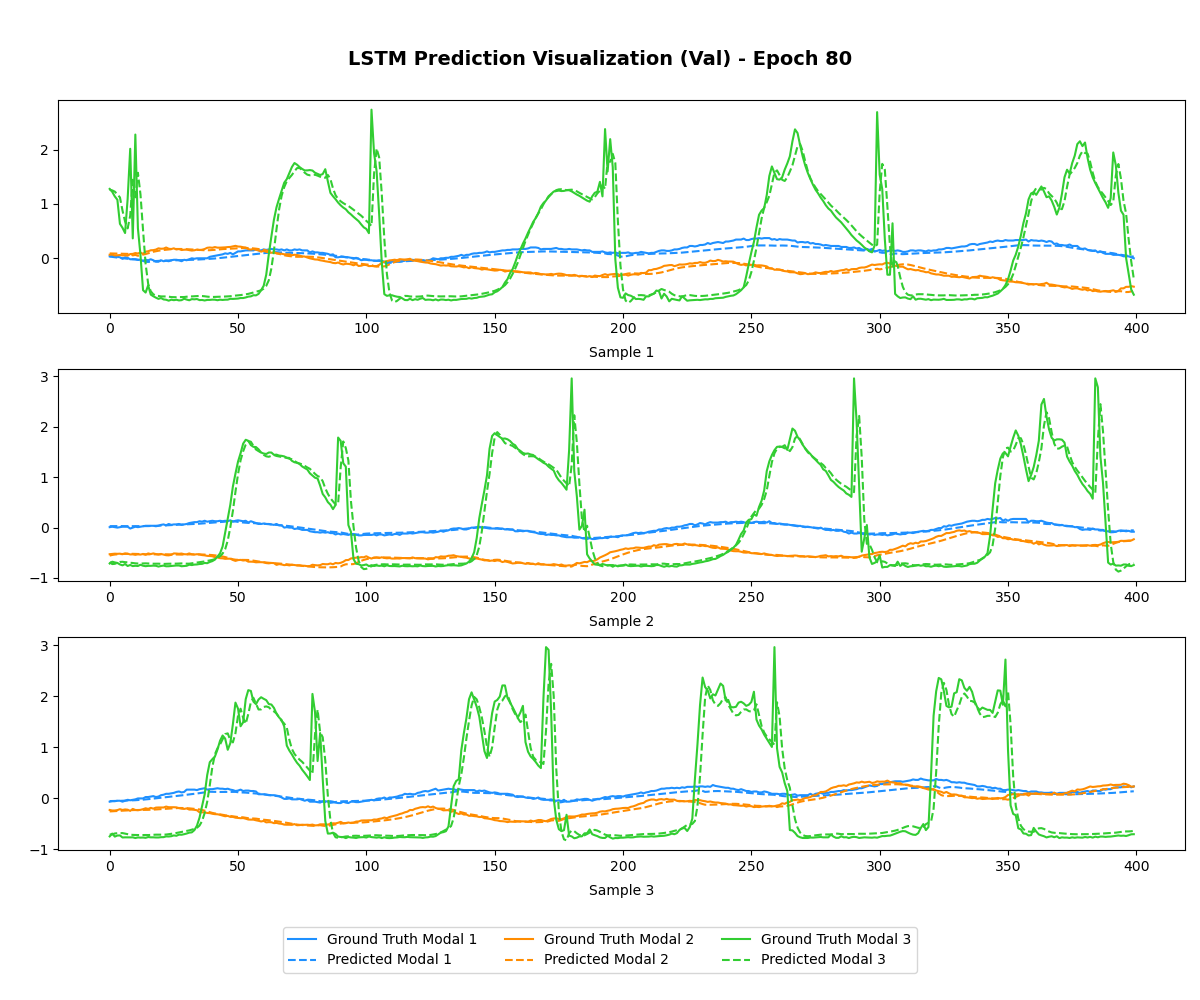 LSTM Prediction Visualization (Val) - Epoch 80
2
1
0
0 50 100 150 200 250 300 350 400
Sample 1
3
2
1
0
−1
0 50 100 150 200 250 300 350 400
Sample 2
3
2
1
0
−1
0 50 100 150 200 250 300 350 400
Sample 3
Ground Truth Modal 1 Ground Truth Modal 2 Ground Truth Modal 3
Predicted Modal 1 Predicted Modal 2 Predicted Modal 3